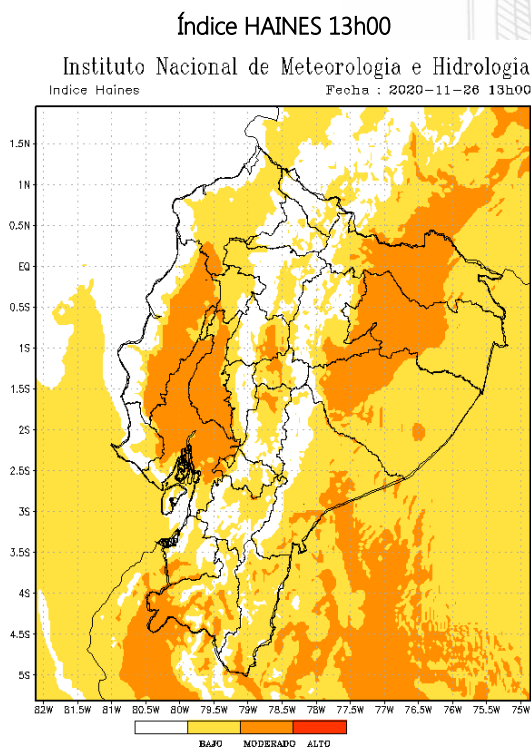 Índice HAINES 13h00
Instituto Nacional de Meteorologia e Hidrologia
Indice Haines Fecha : 2020-11-26 13h00
1.5N
1N
0.5N
EQ
0.5S
1S
1.5S
2S
2.5S
3S
3.5S
4S
4.5S
5S
82W 81.5W 81W 80.5W 80W 79.5W 79W 78.5W 78W 77.5W 77W 76.5W 76W 75.5W 75W
BAJO MODERADO ALTO